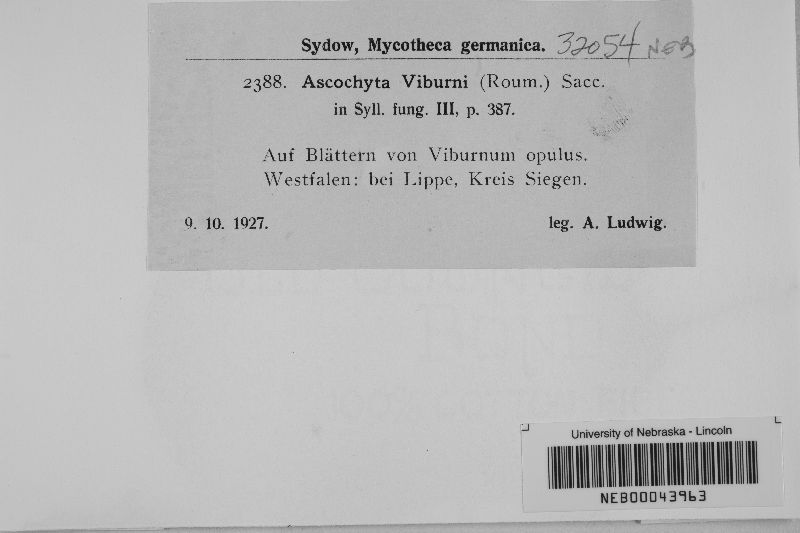 Sydow, Mycotheca germanica. 32054 NEB
2388. Ascochyta Viburni (Roum.) Sacc.
in Syll. fung. III, p. 387.
Auf Blättern von Viburnum opulus.
Westfalen: bei Lippe, Kreis Siegen.
9. 10. 1927. leg. A. Ludwig.
University of Nebraska - Lincoln
NEB00043963